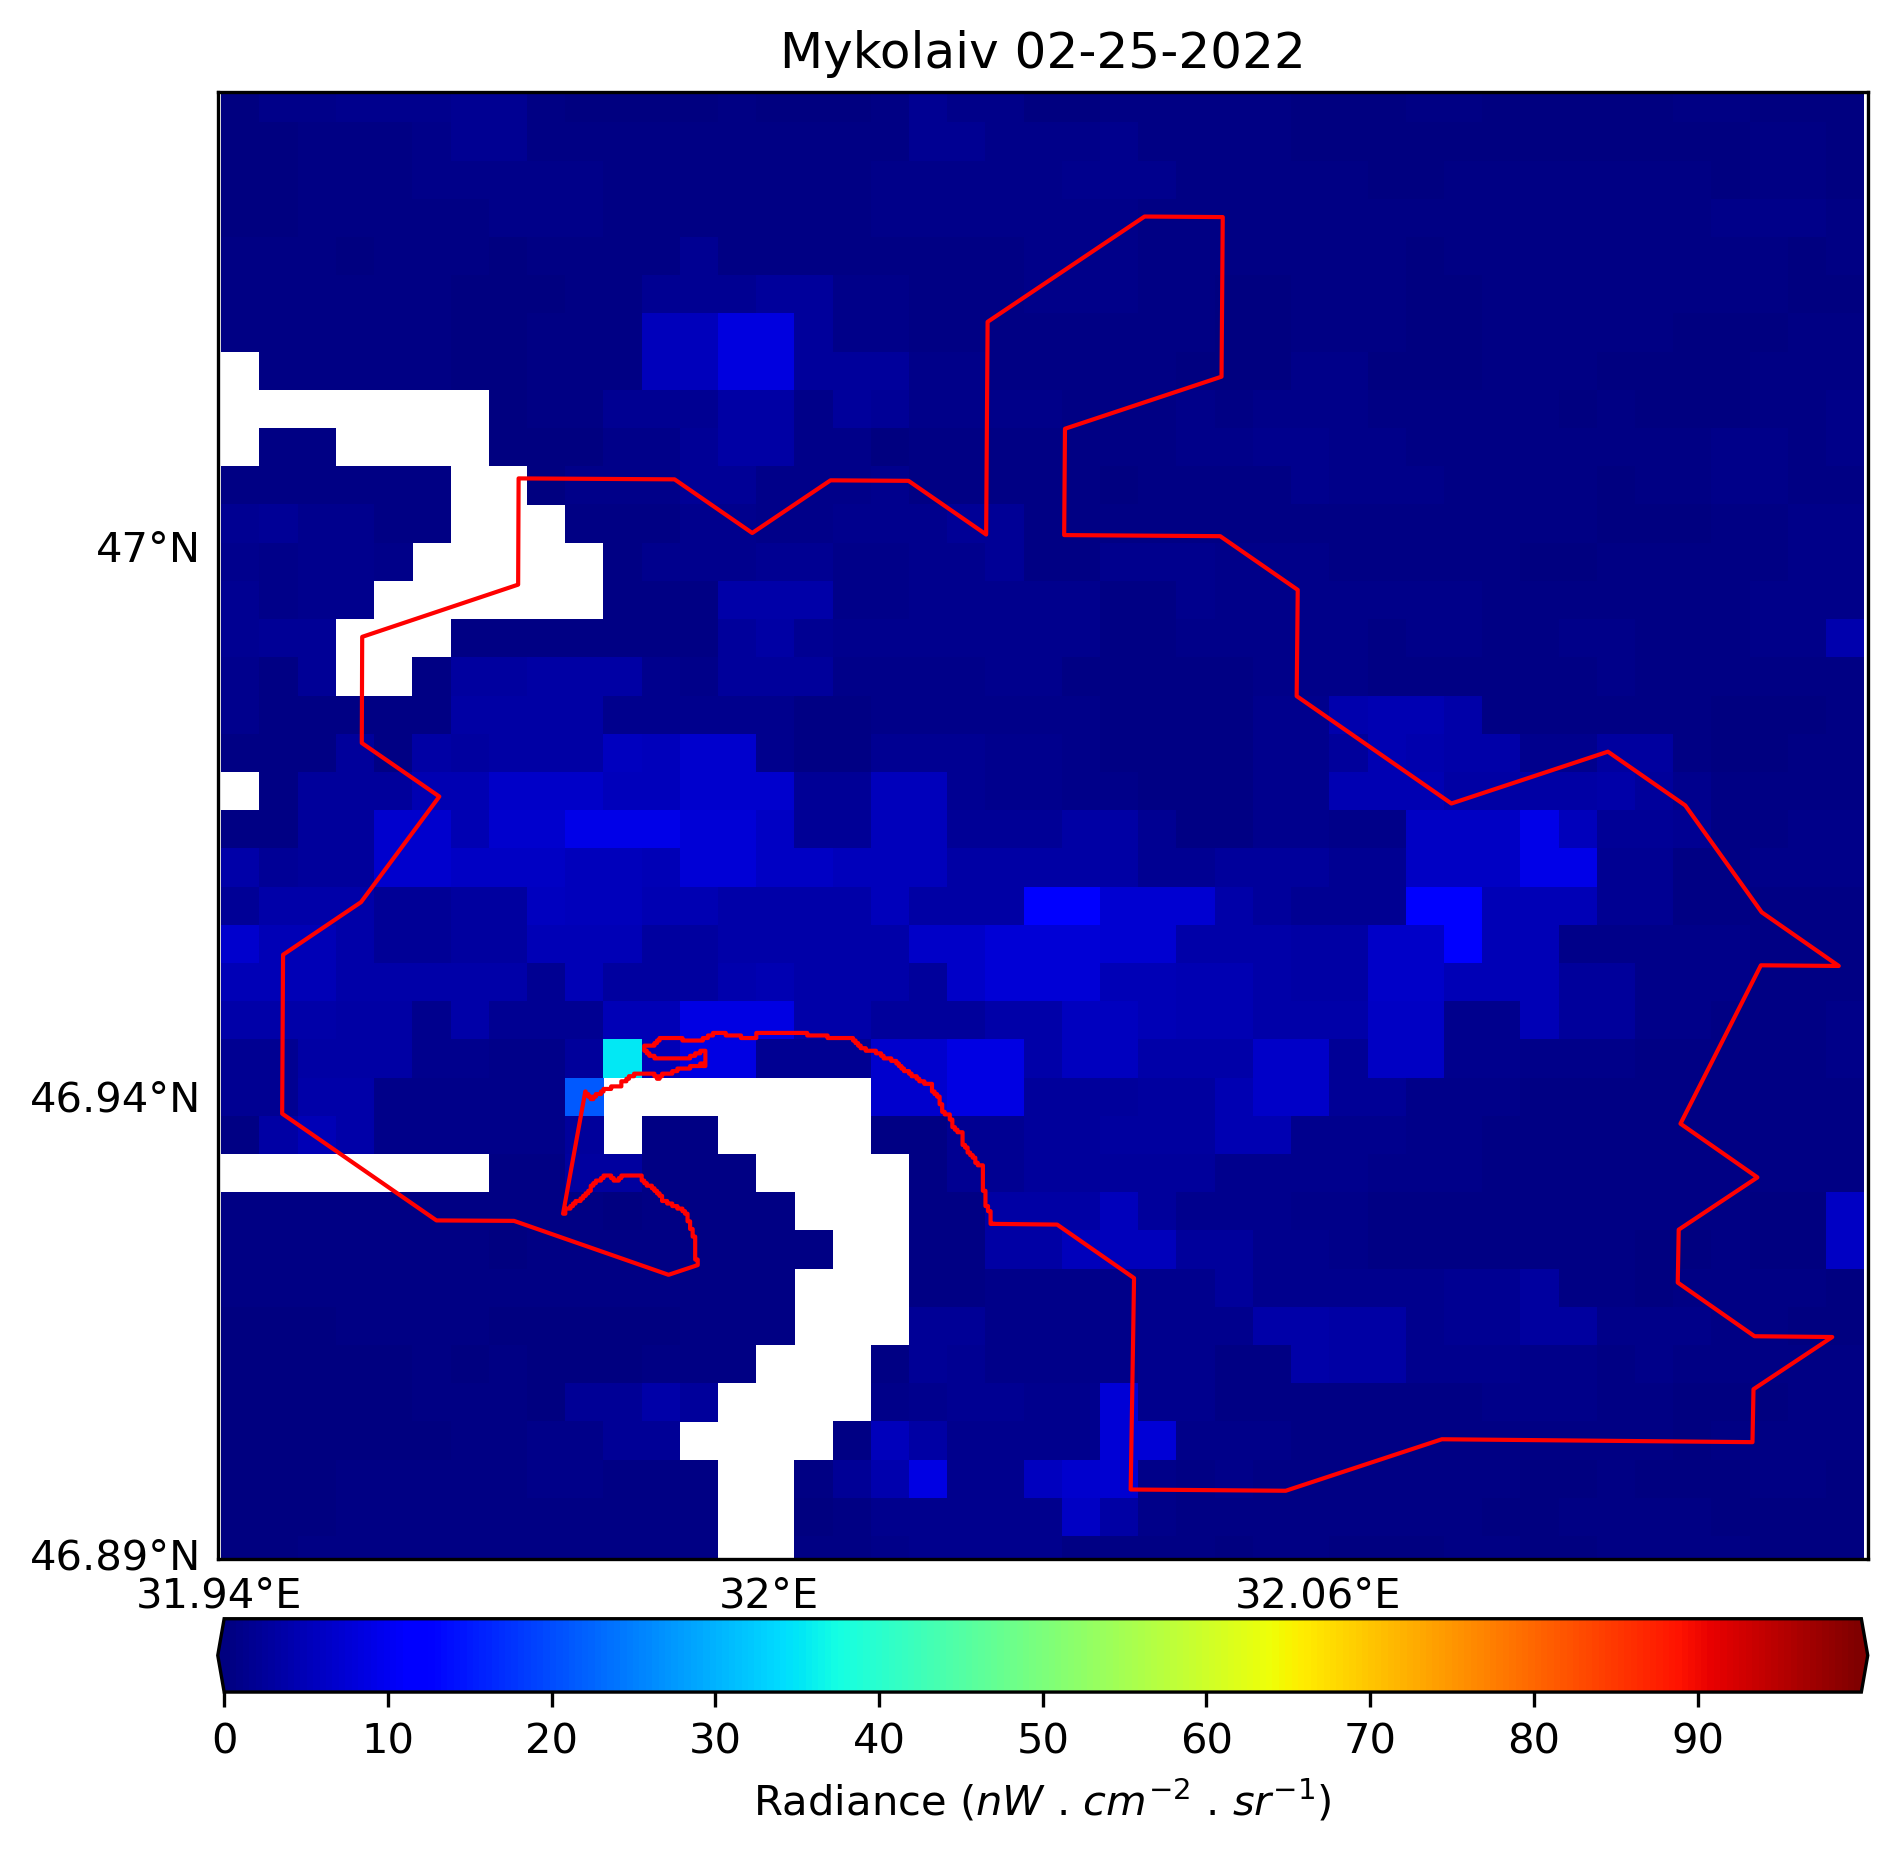 Mykolaiv 02-25-2022
47°N
46.94°N
46.89°N
31.94°E 32°E 32.06°E
0 10 20 30 40 50 60 70 80 90
Radiance (nW . cm⁻² . sr⁻¹)